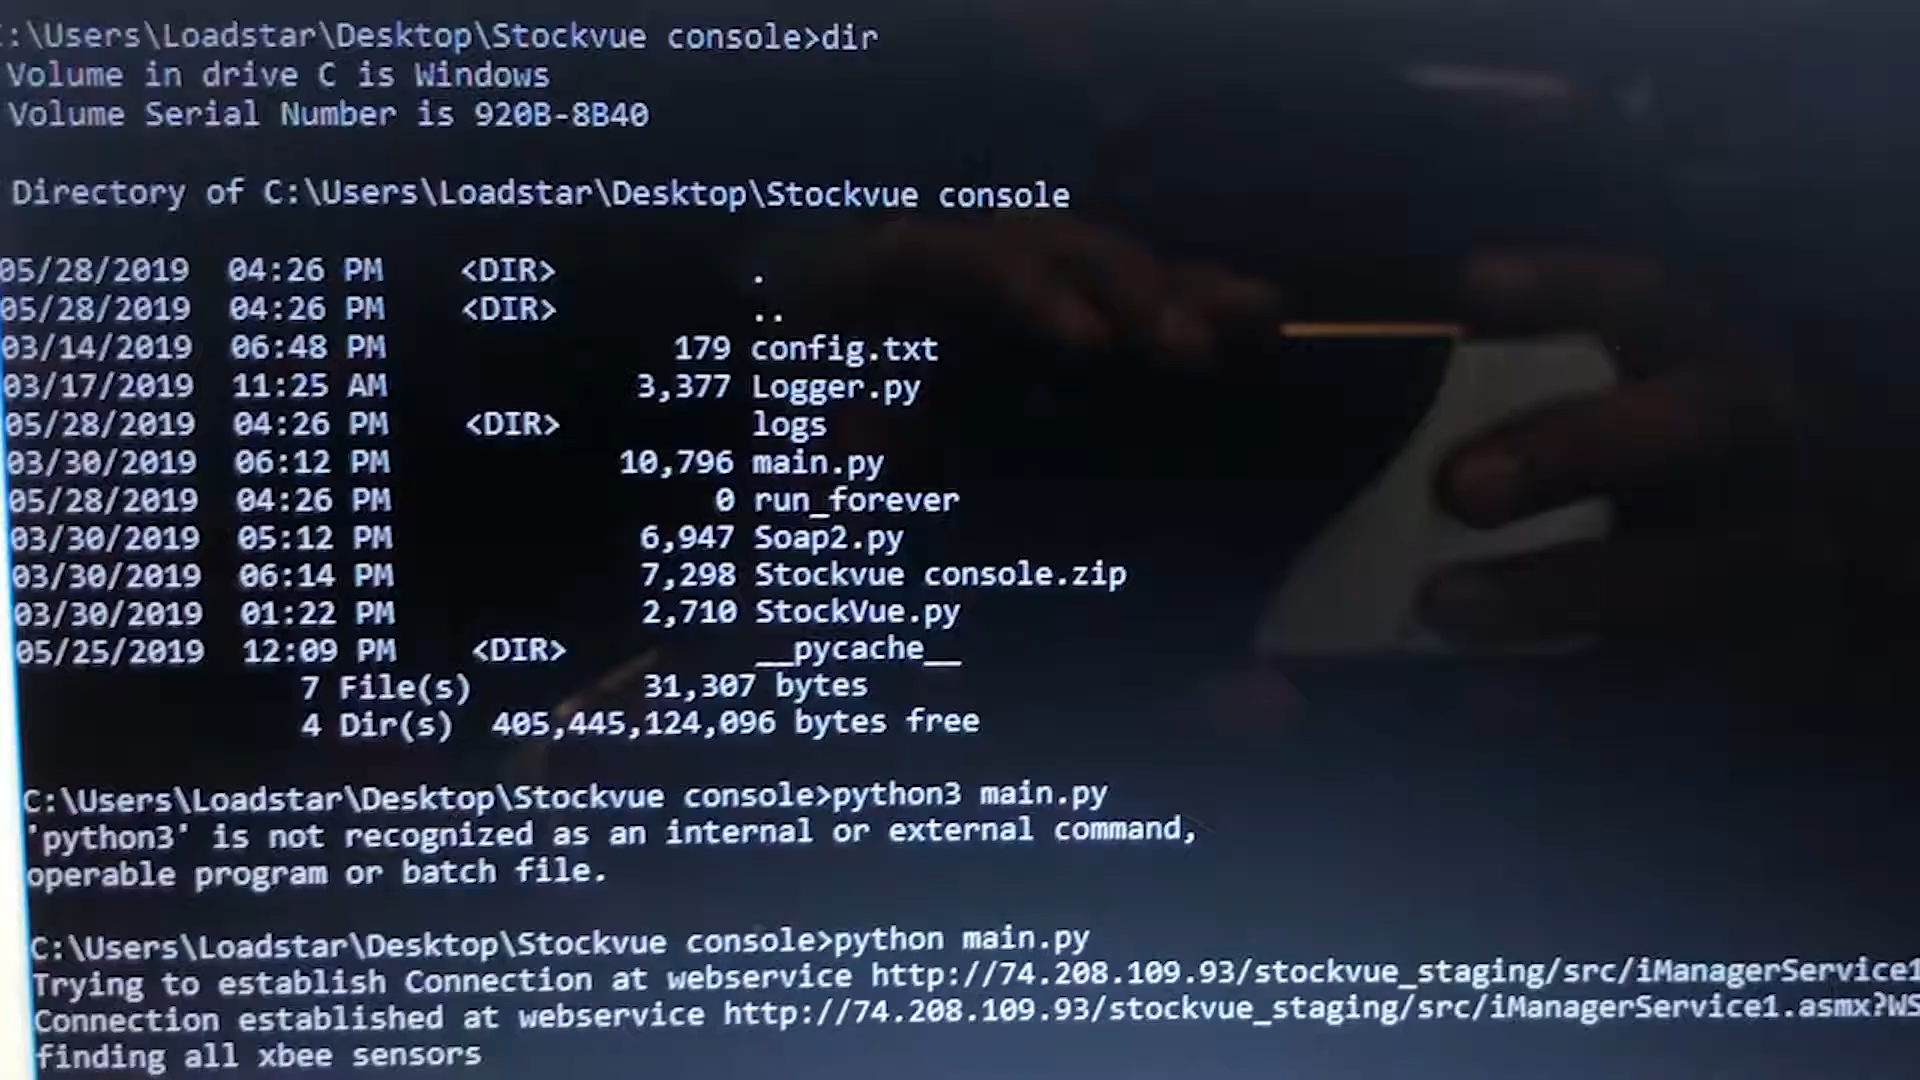 :\Users\Loadstar\Desktop\Stockvue console>dir
Volume in drive C is Windows
Volume Serial Number is 920B-8B40
Directory of C:\Users\Loadstar\Desktop\Stockvue console
05/28/2019 04:26 PM <DIR> .
05/28/2019 04:26 PM <DIR> ..
03/14/2019 06:48 PM 179 config.txt
03/17/2019 11:25 AM 3,377 Logger.py
05/28/2019 04:26 PM <DIR> logs
03/30/2019 06:12 PM 10,796 main.py
05/28/2019 04:26 PM 0 run_forever
03/30/2019 05:12 PM 6,947 Soap2.py
03/30/2019 06:14 PM 7,298 Stockvue console.zip
03/30/2019 01:22 PM 2,710 StockVue.py
05/25/2019 12:09 PM <DIR> __pycache__
7 File(s) 31,307 bytes
4 Dir(s) 405,445,124,096 bytes free
C:\Users\Loadstar\Desktop\Stockvue console>python3 main.py
'python3' is not recognized as an internal or external command,
operable program or batch file.
C:\Users\Loadstar\Desktop\Stockvue console>python main.py
Trying to establish Connection at webservice http://74.208.109.93/stockvue_staging/src/iManagerService1
Connection established at webservice http://74.208.109.93/stockvue_staging/src/iManagerService1.asmx?WS
finding all xbee sensors